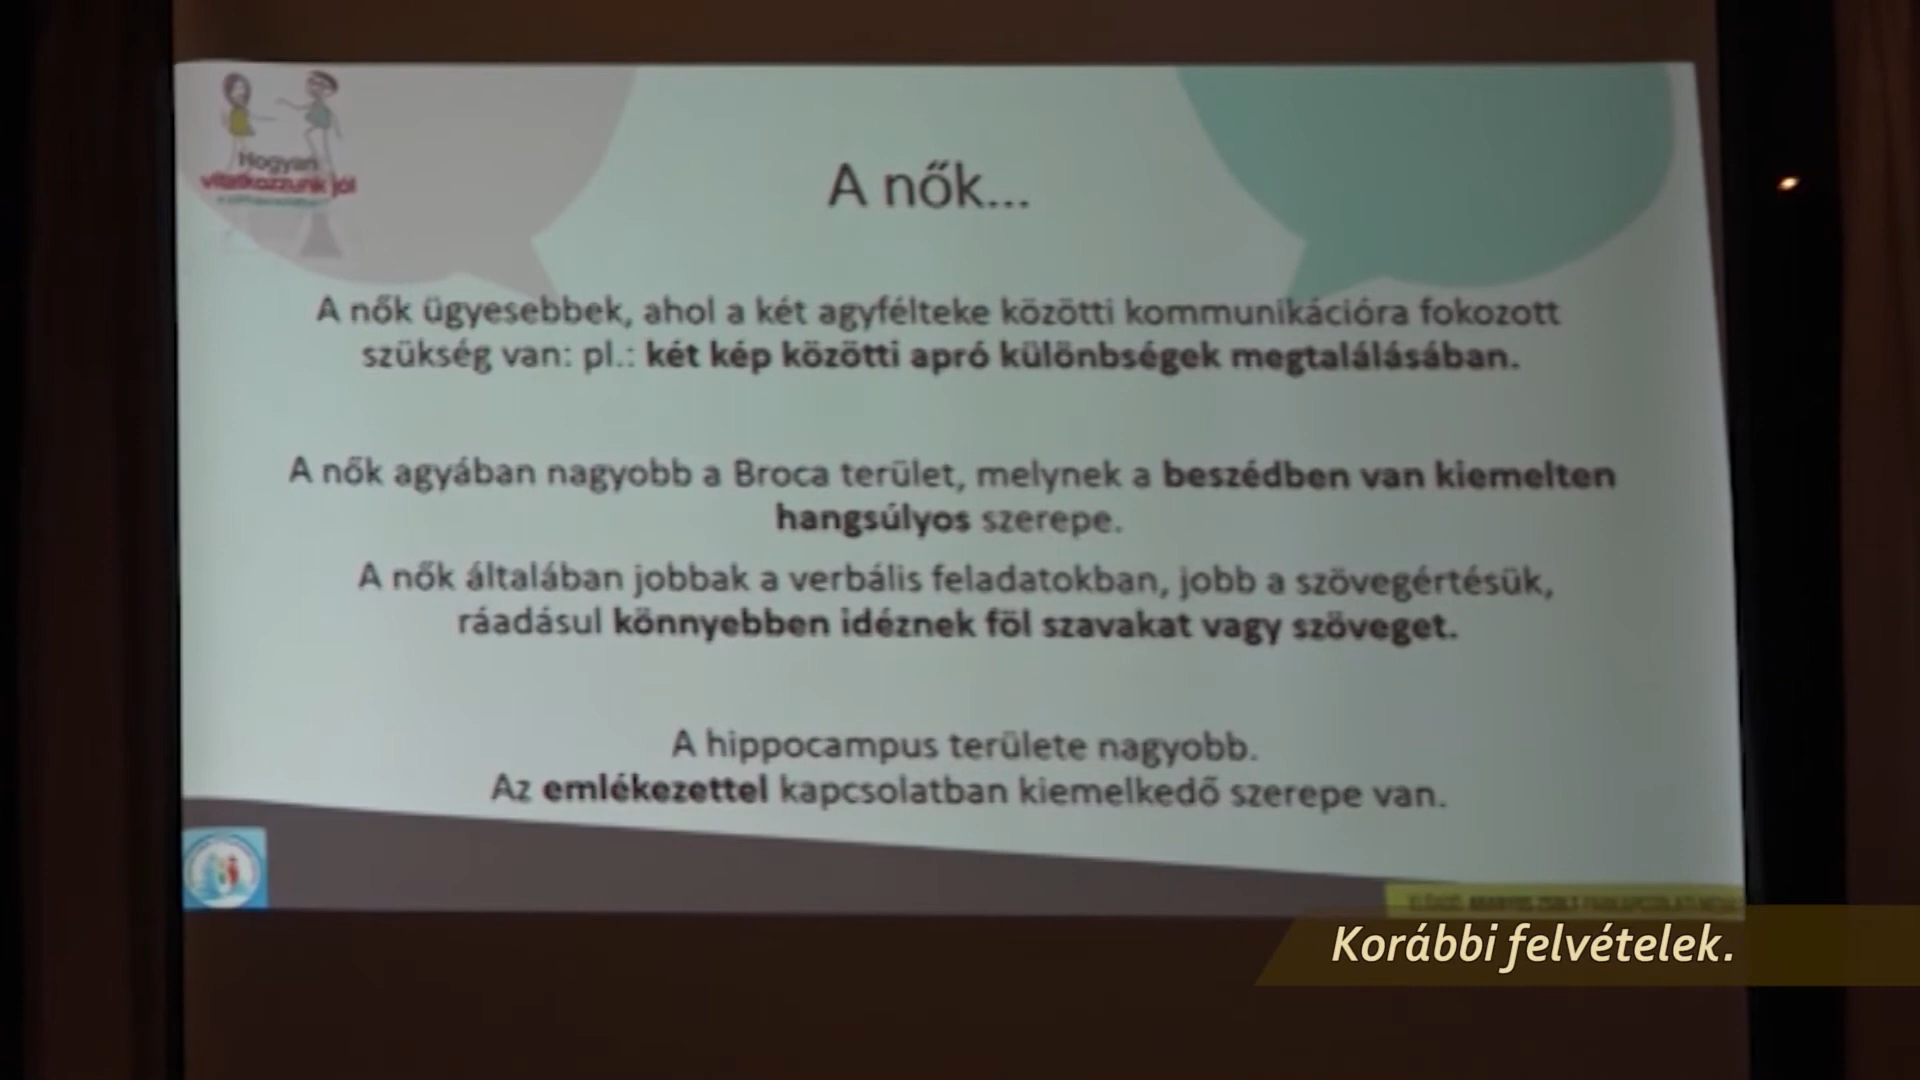 Hogyan
vitatkozzunk jól
A nők...
A nők ügyesebbek, ahol a két agyfélteke közötti kommunikációra fokozott
szükség van: pl.: két kép közötti apró különbségek megtalálásában.
A nők agyában nagyobb a Broca terület, melynek a beszédben van kiemelten
hangsúlyos szerepe.
A nők általában jobbak a verbális feladatokban, jobb a szövegértésük,
ráadásul könnyebben idéznek föl szavakat vagy szöveget.
A hippocampus területe nagyobb.
Az emlékezettel kapcsolatban kiemelkedő szerepe van.
Korábbi felvételek.